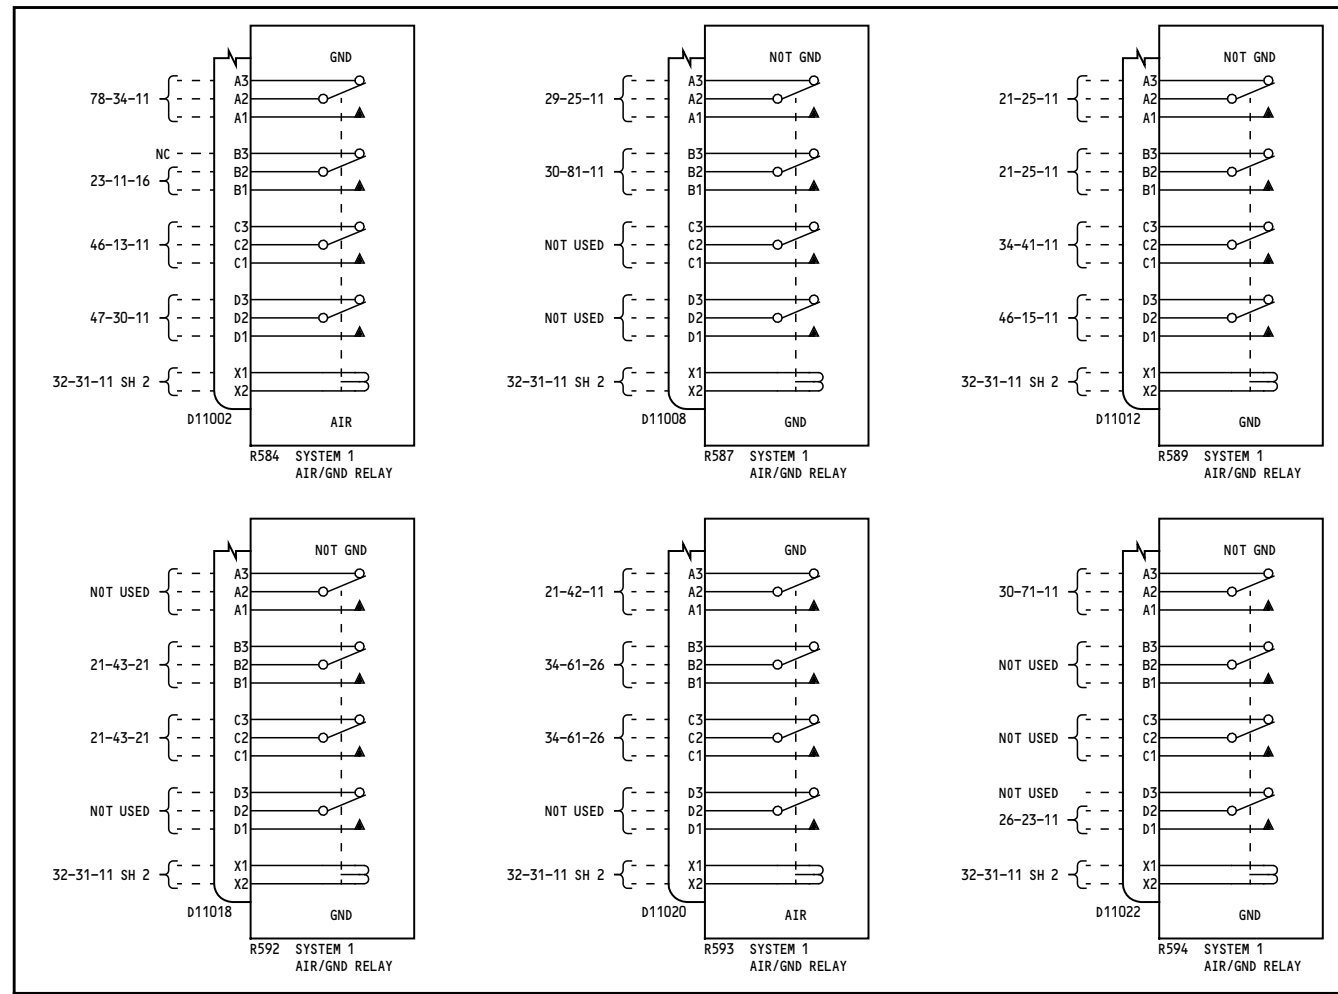 GND
78-34-11
A3
A2
A1
NC
23-11-16
B3
B2
B1
46-13-11
C3
C2
C1
47-30-11
D3
D2
D1
32-31-11 SH 2
X1
X2
D11002
AIR
R584 SYSTEM 1
AIR/GND RELAY
NOT GND
29-25-11
A3
A2
A1
30-81-11
B3
B2
B1
NOT USED
C3
C2
C1
NOT USED
D3
D2
D1
32-31-11 SH 2
X1
X2
D11008
GND
R587 SYSTEM 1
AIR/GND RELAY
NOT GND
21-25-11
A3
A2
A1
21-25-11
B3
B2
B1
34-41-11
C3
C2
C1
46-15-11
D3
D2
D1
32-31-11 SH 2
X1
X2
D11012
GND
R589 SYSTEM 1
AIR/GND RELAY
NOT GND
NOT USED
A3
A2
A1
21-43-21
B3
B2
B1
21-43-21
C3
C2
C1
NOT USED
D3
D2
D1
32-31-11 SH 2
X1
X2
D11018
GND
R592 SYSTEM 1
AIR/GND RELAY
GND
21-42-11
A3
A2
A1
34-61-26
B3
B2
B1
34-61-26
C3
C2
C1
NOT USED
D3
D2
D1
32-31-11 SH 2
X1
X2
D11020
AIR
R593 SYSTEM 1
AIR/GND RELAY
NOT GND
30-71-11
A3
A2
A1
NOT USED
B3
B2
B1
NOT USED
C3
C2
C1
NOT USED
26-23-11
D3
D2
D1
32-31-11 SH 2
X1
X2
D11022
GND
R594 SYSTEM 1
AIR/GND RELAY